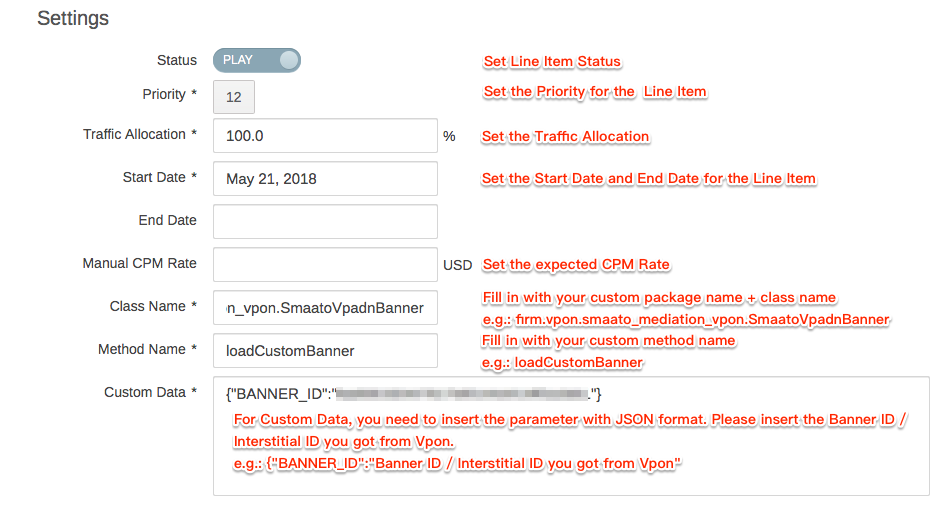 Settings
Status PLAY Set Line Item Status
Priority * 12 Set the Priority for the Line Item
Traffic Allocation * 100.0 % Set the Traffic Allocation
Start Date * May 21, 2018 Set the Start Date and End Date for the Line Item
End Date
Manual CPM Rate USD Set the expected CPM Rate
Class Name * n_vpon.SmaatoVpadnBanner Fill in with your custom package name + class name
e.g.: firm.vpon.smaato_mediation_vpon.SmaatoVpadnBanner
Method Name * loadCustomBanner Fill in with your custom method name
e.g.: loadCustomBanner
Custom Data * {"BANNER_ID":" ."}
For Custom Data, you need to insert the parameter with JSON format. Please insert the Banner ID /
Interstitial ID you got from Vpon.
e.g.: {"BANNER_ID":"Banner ID / Interstitial ID you got from Vpon"